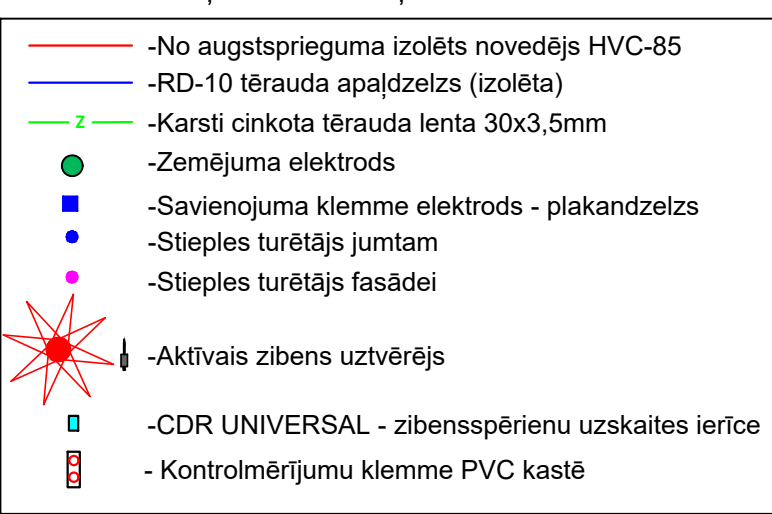 -No augstsprieguma izolēts novedējs HVC-85
-RD-10 tērauda apaļdzelzs (izolēta)
Z -Karsti cinkota tērauda lenta 30x3,5mm
-Zemējuma elektrods
-Savienojuma klemme elektrods - plakandzelzs
-Stieples turētājs jumtam
-Stieples turētājs fasādei
-Aktīvais zibens uztvērējs
-CDR UNIVERSAL - zibensspērienu uzskaites ierīce
- Kontrolmērījumu klemme PVC kastē